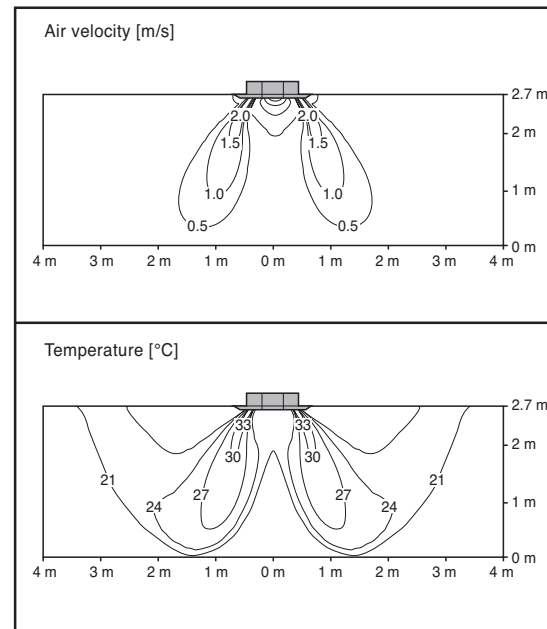 Air velocity [m/s]
2.7 m
2.0 2.0
2 m
1.5 1.5
1.0 1.0
1 m
0.5 0.5
0 m
4 m 3 m 2 m 1 m 0 m 1 m 2 m 3 m 4 m
Temperature [°C]
2.7 m
33 33
2 m
30 30
21 21
27 27
24 24
1 m
0 m
4 m 3 m 2 m 1 m 0 m 1 m 2 m 3 m 4 m